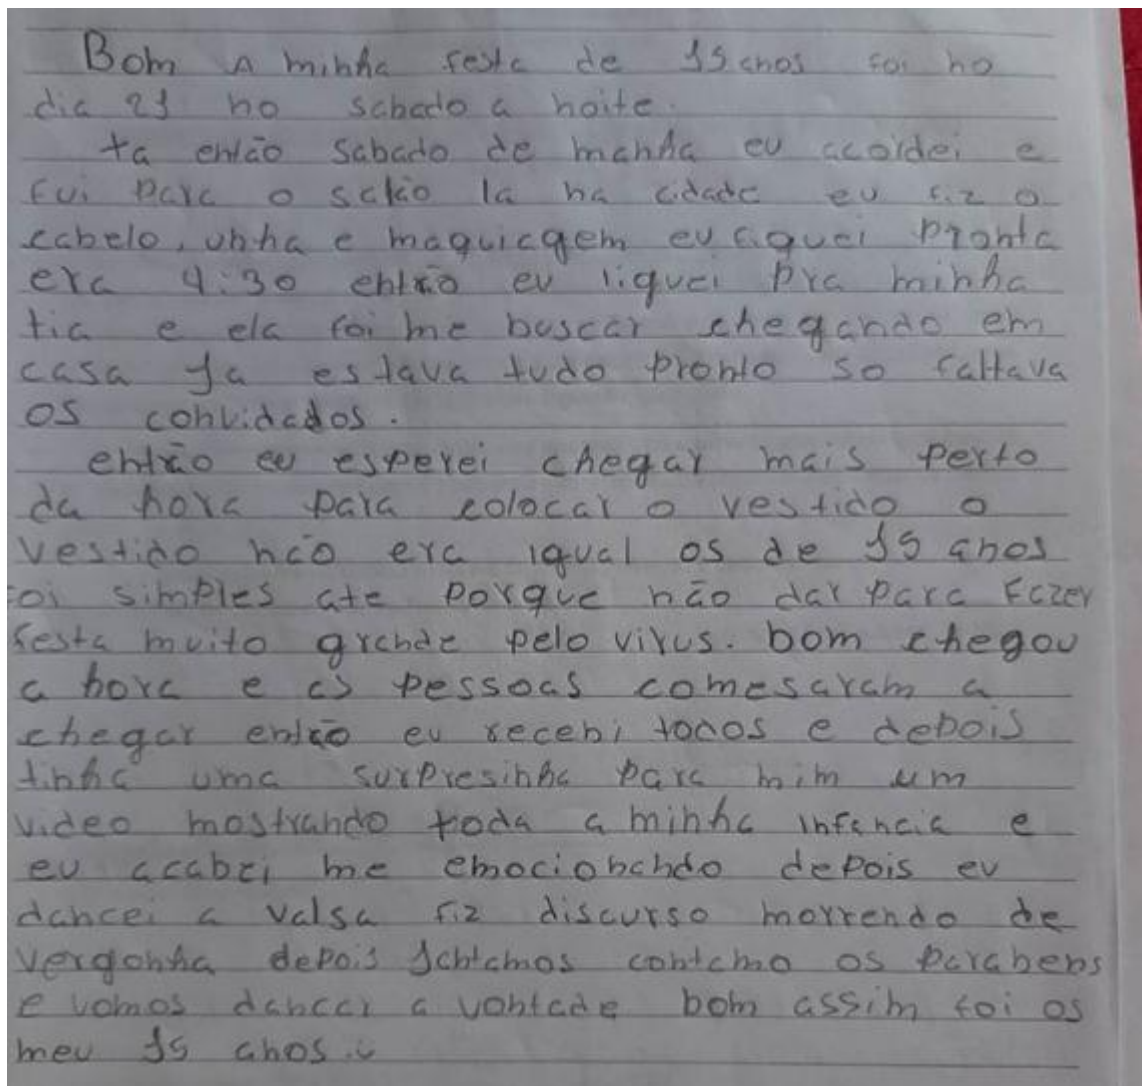 Bom A minha festa de 15 anos foi no
dia 21 no sabado a noite.
ta então sabado de manha eu acordei e
fui para o salão la na cidade eu fiz o
cabelo, unha e maquiagem eu fiquei pronta
era 4:30 então eu liguei pra minha
tia e ela foi me buscar chegando em
casa Ja estava tudo pronto so faltava
os convidados.
então eu esperei chegar mais perto
da hora para colocar o vestido o
vestido não era igual os de 15 anos
foi simples ate porque não dar para Fazer
festa muito grande pelo virus. bom chegou
a hora e as pessoas comesaram a
chegar então eu recebi todos e depois
tinha uma surpresinha para mim um
video mostrando toda a minha infancia e
eu acabei me emocionando depois eu
dancei a valsa fiz discurso morrendo de
vergonha depois Jantamos cantamo os parabens
e vomos dancar a vontade bom assim foi os
meu 15 anos.